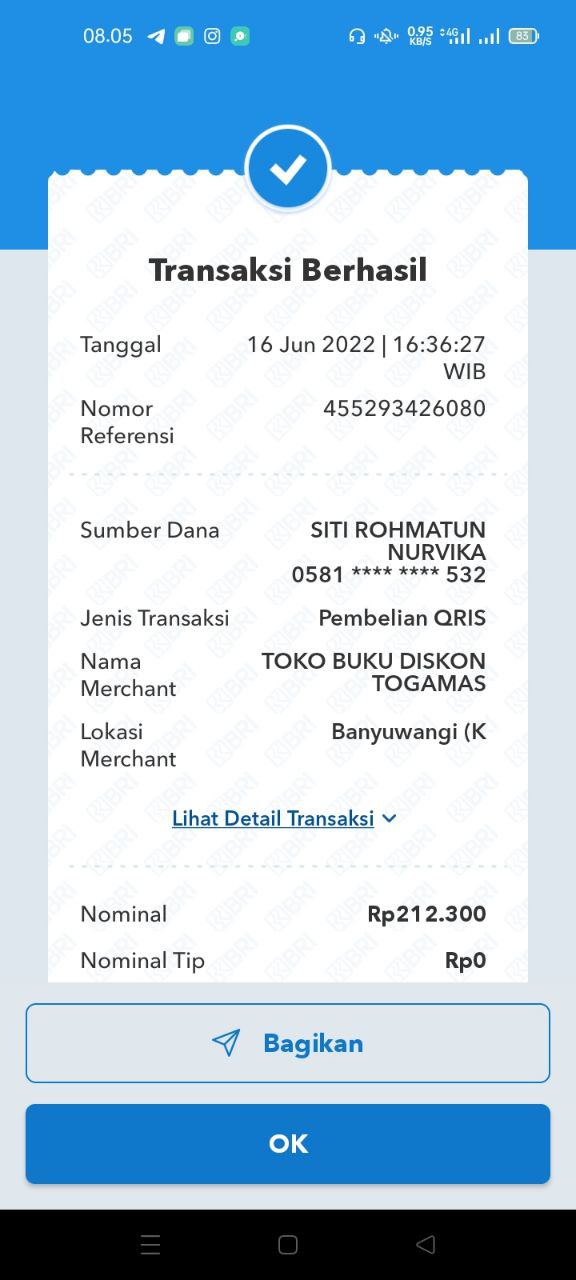 08.05 0.95 KB/S 4G 83
Transaksi Berhasil
Tanggal 16 Jun 2022 | 16:36:27
WIB
Nomor 455293426080
Referensi
Sumber Dana SITI ROHMATUN
NURVIKA
0581 **** **** 532
Jenis Transaksi Pembelian QRIS
Nama TOKO BUKU DISKON
Merchant TOGAMAS
Lokasi Banyuwangi (K
Merchant
Lihat Detail Transaksi
Nominal Rp212.300
Nominal Tip Rp0
Bagikan
OK